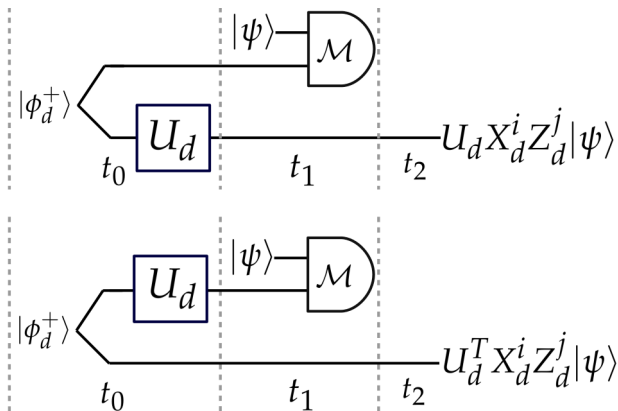 |ψ⟩
ℳ
|ϕ_d^+⟩
U_d
U_d X_d^i Z_d^j |ψ⟩
t_0 t_1 t_2
U_d
|ψ⟩
ℳ
|ϕ_d^+⟩
U_d^T X_d^i Z_d^j |ψ⟩
t_0 t_1 t_2